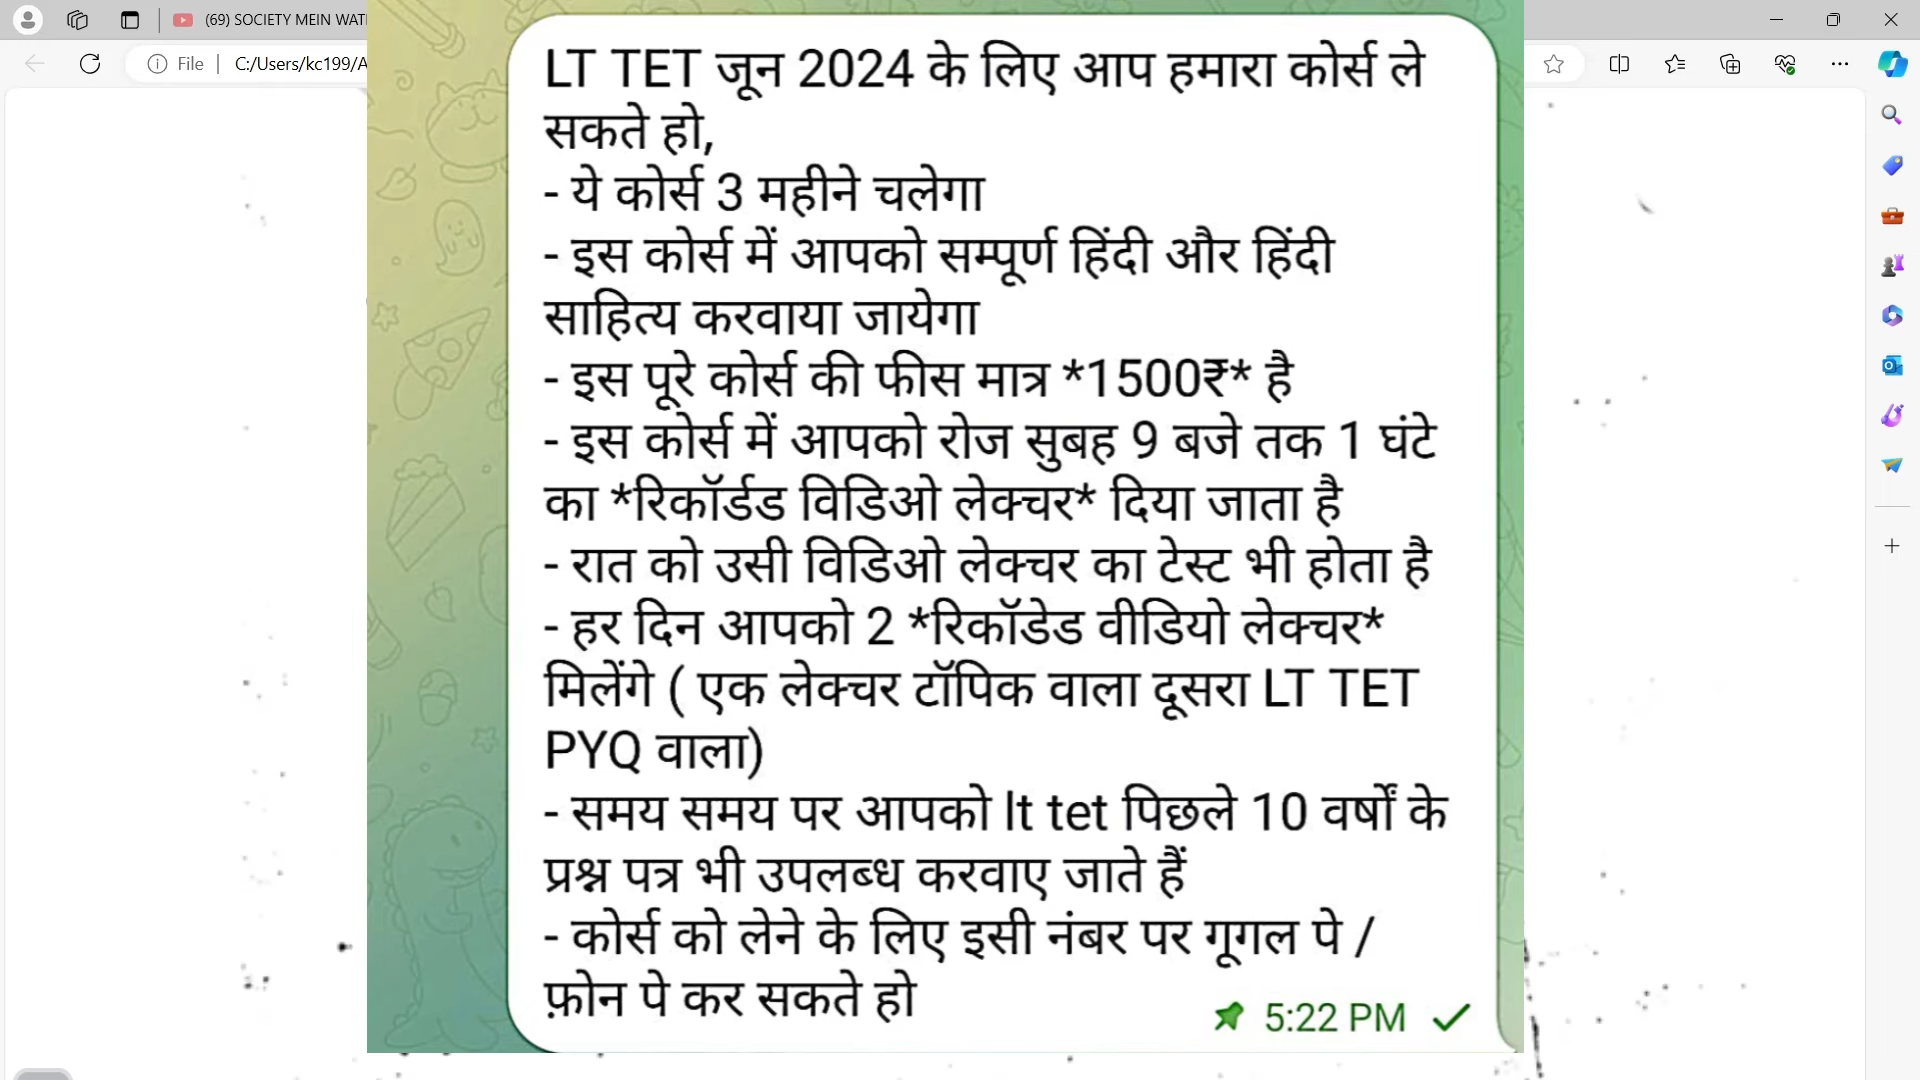 (69) SOCIETY MEIN WAT
File
C:/Users/kc199/A
LT TET जून 2024 के लिए आप हमारा कोर्स ले
सकते हो,
- ये कोर्स 3 महीने चलेगा
- इस कोर्स में आपको सम्पूर्ण हिंदी और हिंदी
साहित्य करवाया जायेगा
- इस पूरे कोर्स की फीस मात्र *1500₹* है
- इस कोर्स में आपको रोज सुबह 9 बजे तक 1 घंटे
का *रिकॉर्डड विडिओ लेक्चर* दिया जाता है
- रात को उसी विडिओ लेक्चर का टेस्ट भी होता है
- हर दिन आपको 2 *रिकॉडेड वीडियो लेक्चर*
मिलेंगे ( एक लेक्चर टॉपिक वाला दूसरा LT TET
PYQ वाला)
- समय समय पर आपको lt tet पिछले 10 वर्षों के
प्रश्न पत्र भी उपलब्ध करवाए जाते हैं
- कोर्स को लेने के लिए इसी नंबर पर गूगल पे /
फ़ोन पे कर सकते हो
5:22 PM